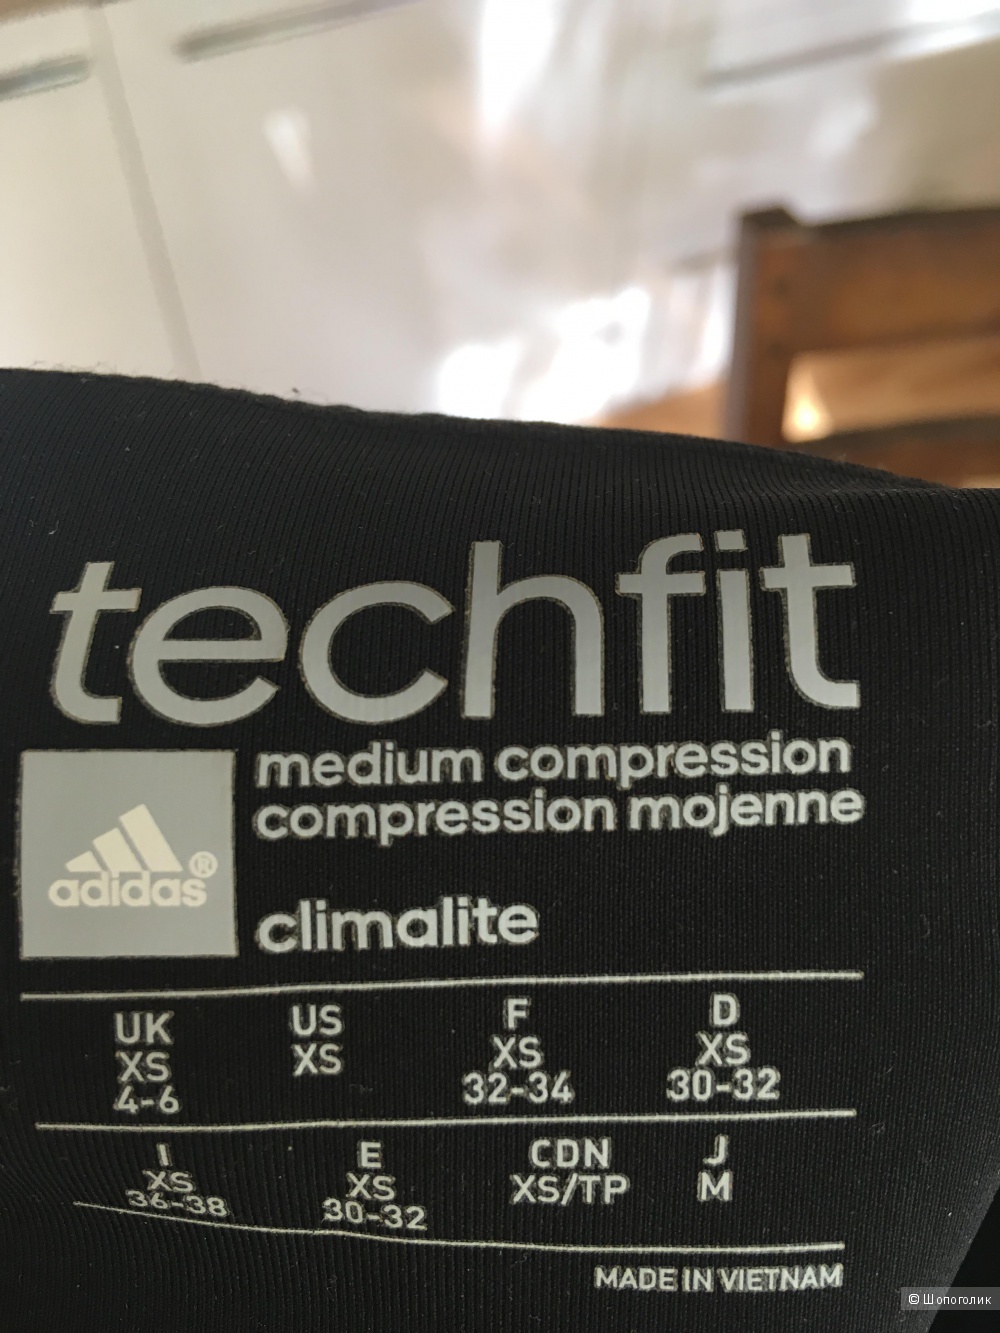 techfit
medium compression
compression mojenne
adidas®
climalite
UK US F D
XS XS XS XS
4-6 32-34 30-32
I E CDN J
XS XS XS/TP M
36-38 30-32
MADE IN VIETNAM
© Шопоголик